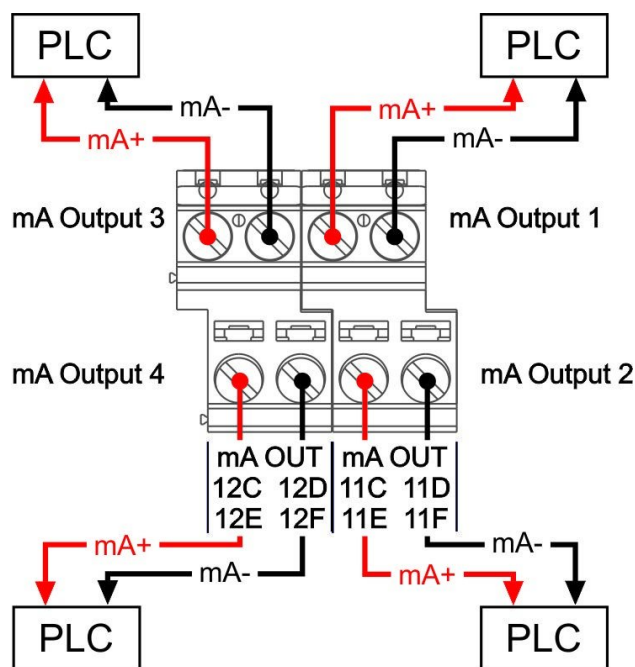 PLC PLC
mA- mA+
mA+ mA-
mA Output 3 mA Output 1
mA Output 4 mA Output 2
mA OUT mA OUT
12C 12D 11C 11D
12E 12F 11E 11F
mA+ mA-
mA- mA+
PLC PLC